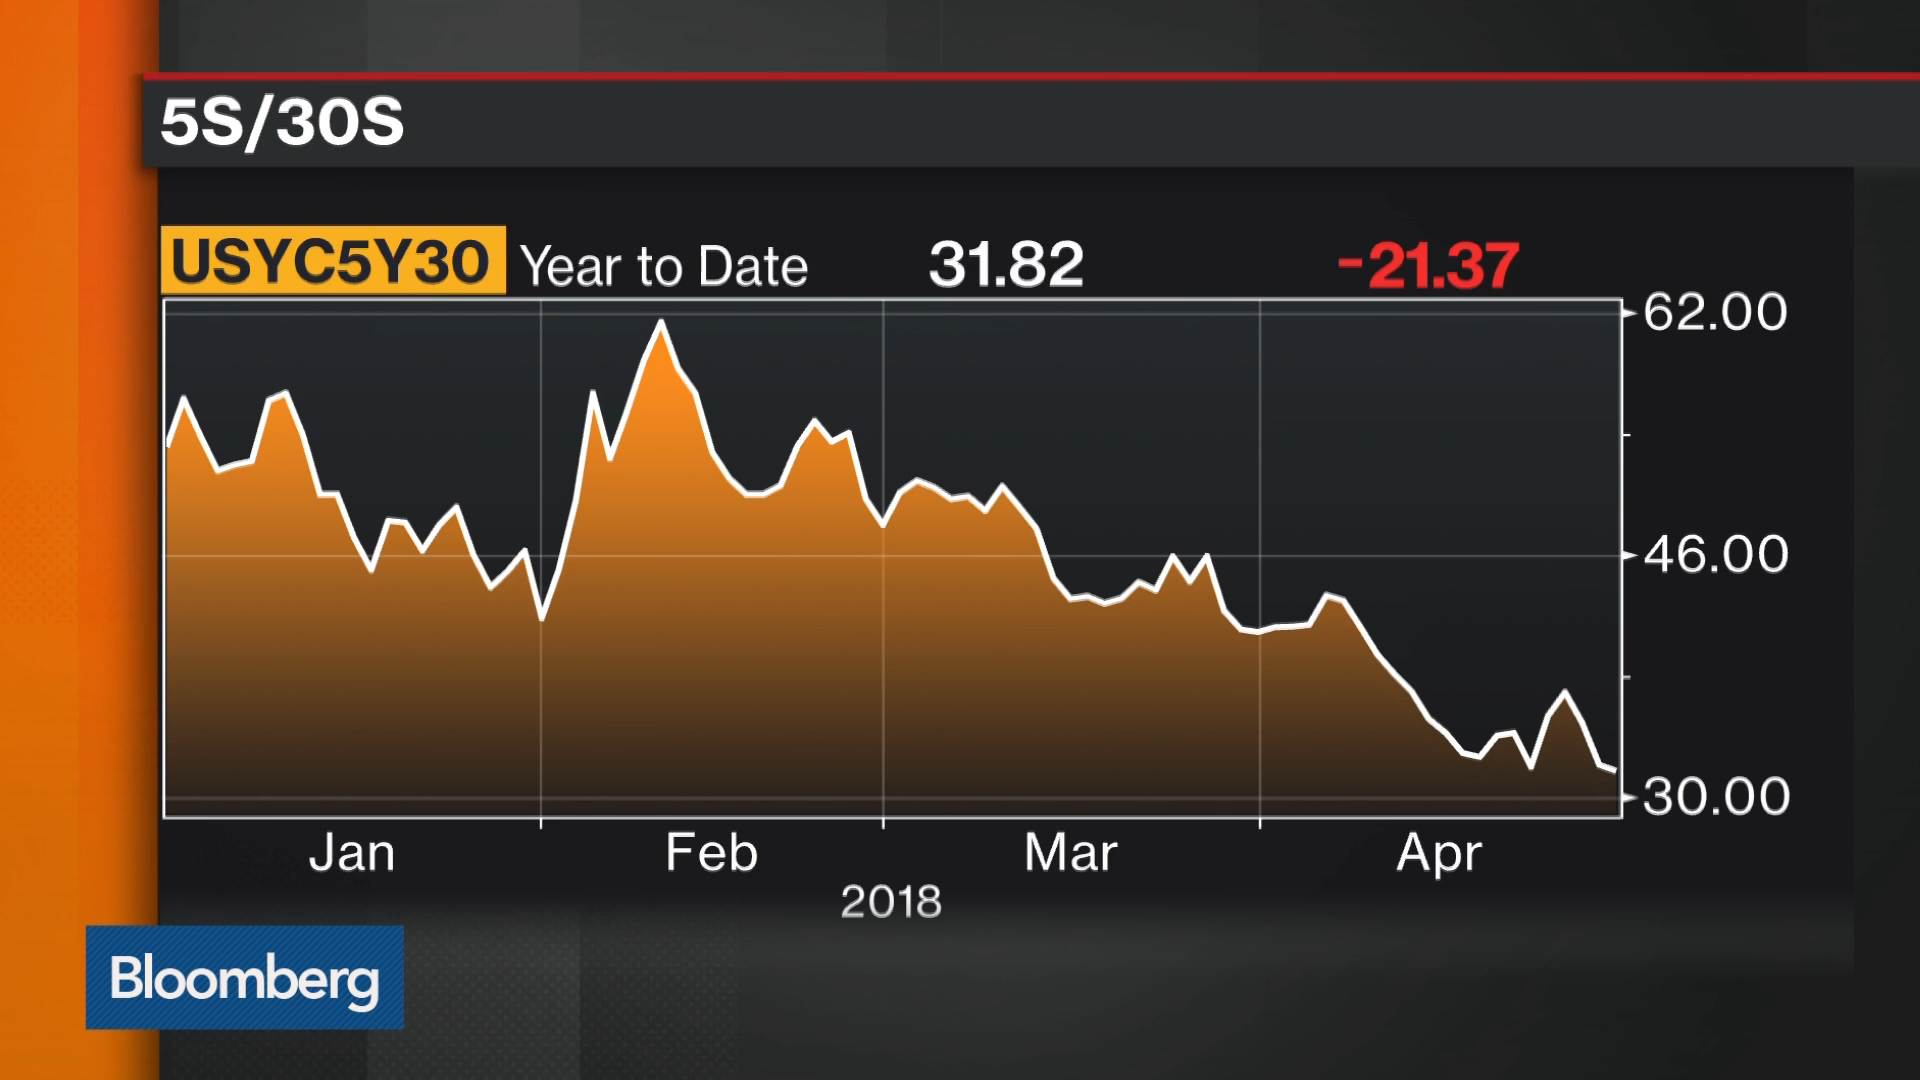 5S/30S
USYC5Y30 Year to Date 31.82 -21.37
62.00
46.00
30.00
Jan Feb Mar Apr
2018
Bloomberg